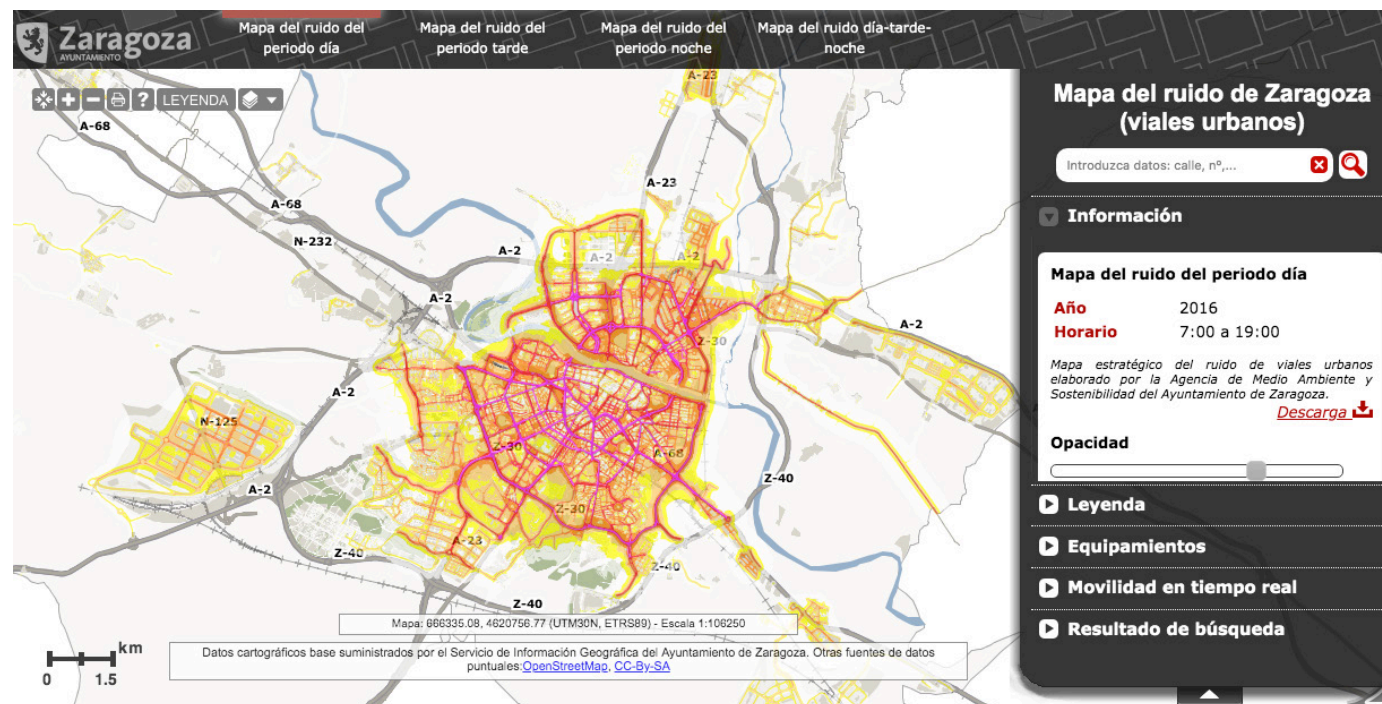 Zaragoza
AYUNTAMIENTO
Mapa del ruido del
periodo día
Mapa del ruido del
periodo tarde
Mapa del ruido del
periodo noche
Mapa del ruido día-tarde-
noche
? LEYENDA
A-68
A-23
A-23
A-68
N-232
A-2
A-2
A-2
A-2
A-2
Z-30
A-2
N-125
Z-30
A-68
A-2
Z-40
Z-30
A-23
Z-40
Z-40
Z-40
Mapa: 666335.08, 4620756.77 (UTM30N, ETRS89) - Escala 1:106250
Datos cartográficos base suministrados por el Servicio de Información Geográfica del Ayuntamiento de Zaragoza. Otras fuentes de datos
puntuales:OpenStreetMap, CC-By-SA
km
0 1.5
Mapa del ruido de Zaragoza
(viales urbanos)
Introduzca datos: calle, nº,...
Información
Mapa del ruido del periodo día
Año 2016
Horario 7:00 a 19:00
Mapa estratégico del ruido de viales urbanos
elaborado por la Agencia de Medio Ambiente y
Sostenibilidad del Ayuntamiento de Zaragoza.
Descarga
Opacidad
Leyenda
Equipamientos
Movilidad en tiempo real
Resultado de búsqueda